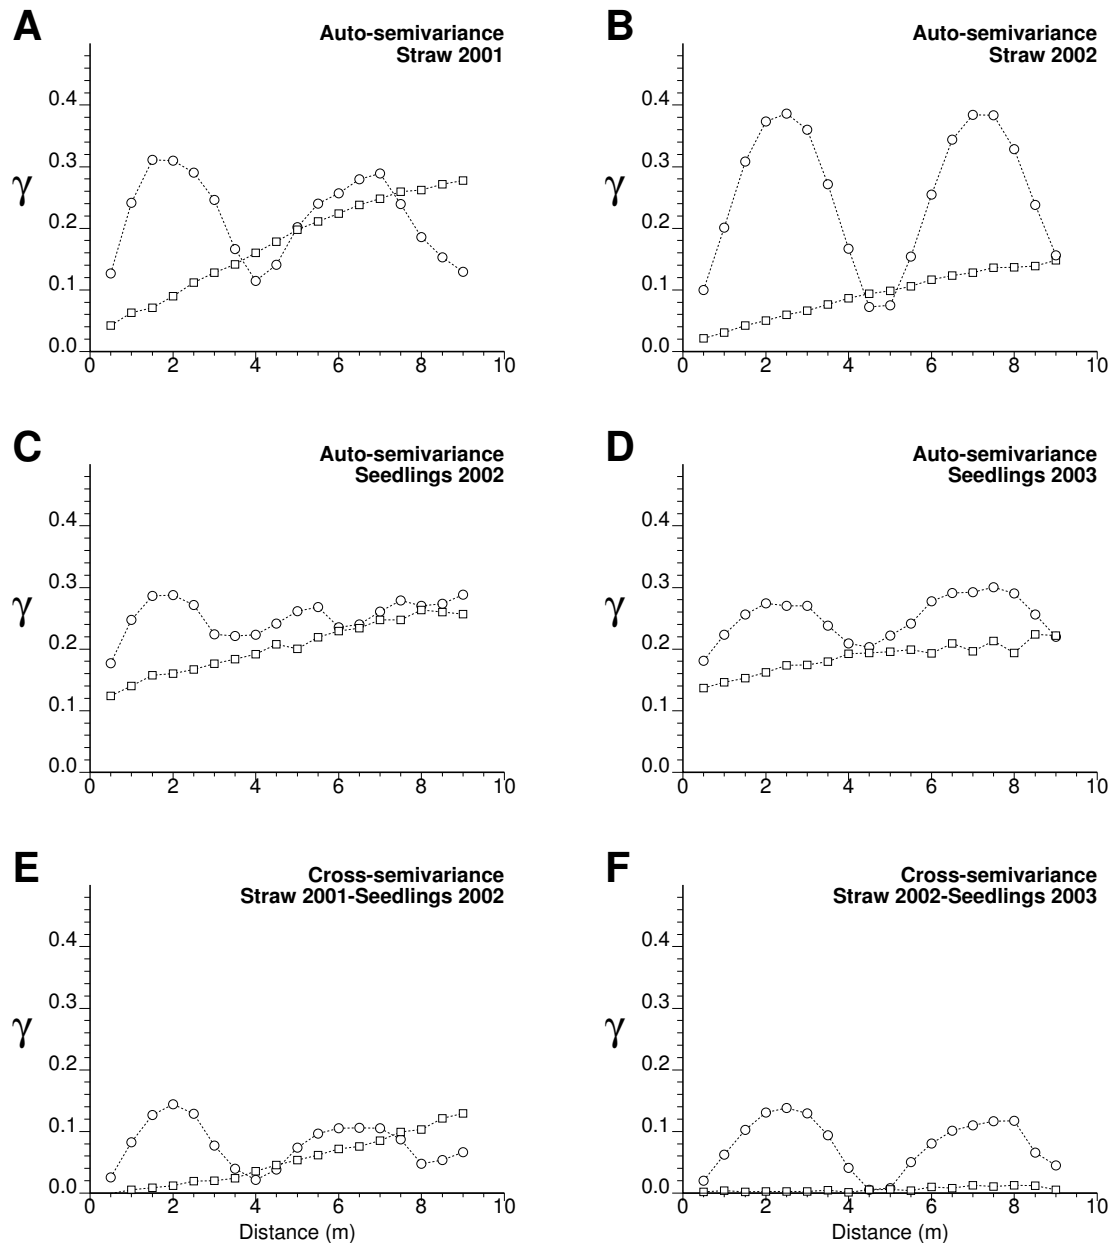 A
Auto-semivariance
Straw 2001
0.4
0.3
γ
0.2
0.1
0.0
0 2 4 6 8 10
B
Auto-semivariance
Straw 2002
0.4
0.3
γ
0.2
0.1
0.0
0 2 4 6 8 10
C
Auto-semivariance
Seedlings 2002
0.4
0.3
γ
0.2
0.1
0.0
0 2 4 6 8 10
D
Auto-semivariance
Seedlings 2003
0.4
0.3
γ
0.2
0.1
0.0
0 2 4 6 8 10
E
Cross-semivariance
Straw 2001-Seedlings 2002
0.4
0.3
γ
0.2
0.1
0.0
0 2 4 6 8 10
Distance (m)
F
Cross-semivariance
Straw 2002-Seedlings 2003
0.4
0.3
γ
0.2
0.1
0.0
0 2 4 6 8 10
Distance (m)